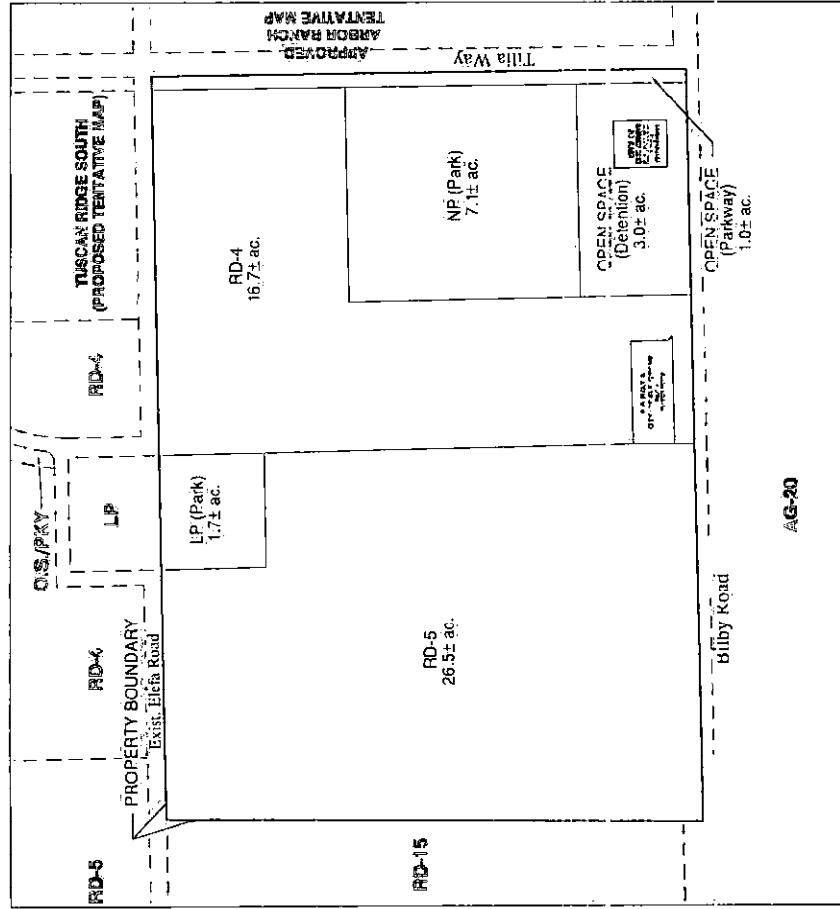 RD-5
RD-4
O.S./PKY
LP
RD-4
TUSCAN RIDGE SOUTH
(PROPOSED TENTATIVE MAP)
APPROVED
ARBOR RANCH
TENTATIVE MAP
PROPERTY BOUNDARY
Exist. Elefa Road
Tilia Way
LP (Park)
1.7± ac.
RD-4
16.7± ac.
NP (Park)
7.1± ac.
OPEN SPACE
(Detention)
3.0± ac.
OPEN SPACE
(Parkway)
1.0± ac.
RD-5
26.5± ac.
RD-15
Bilby Road
AG-20